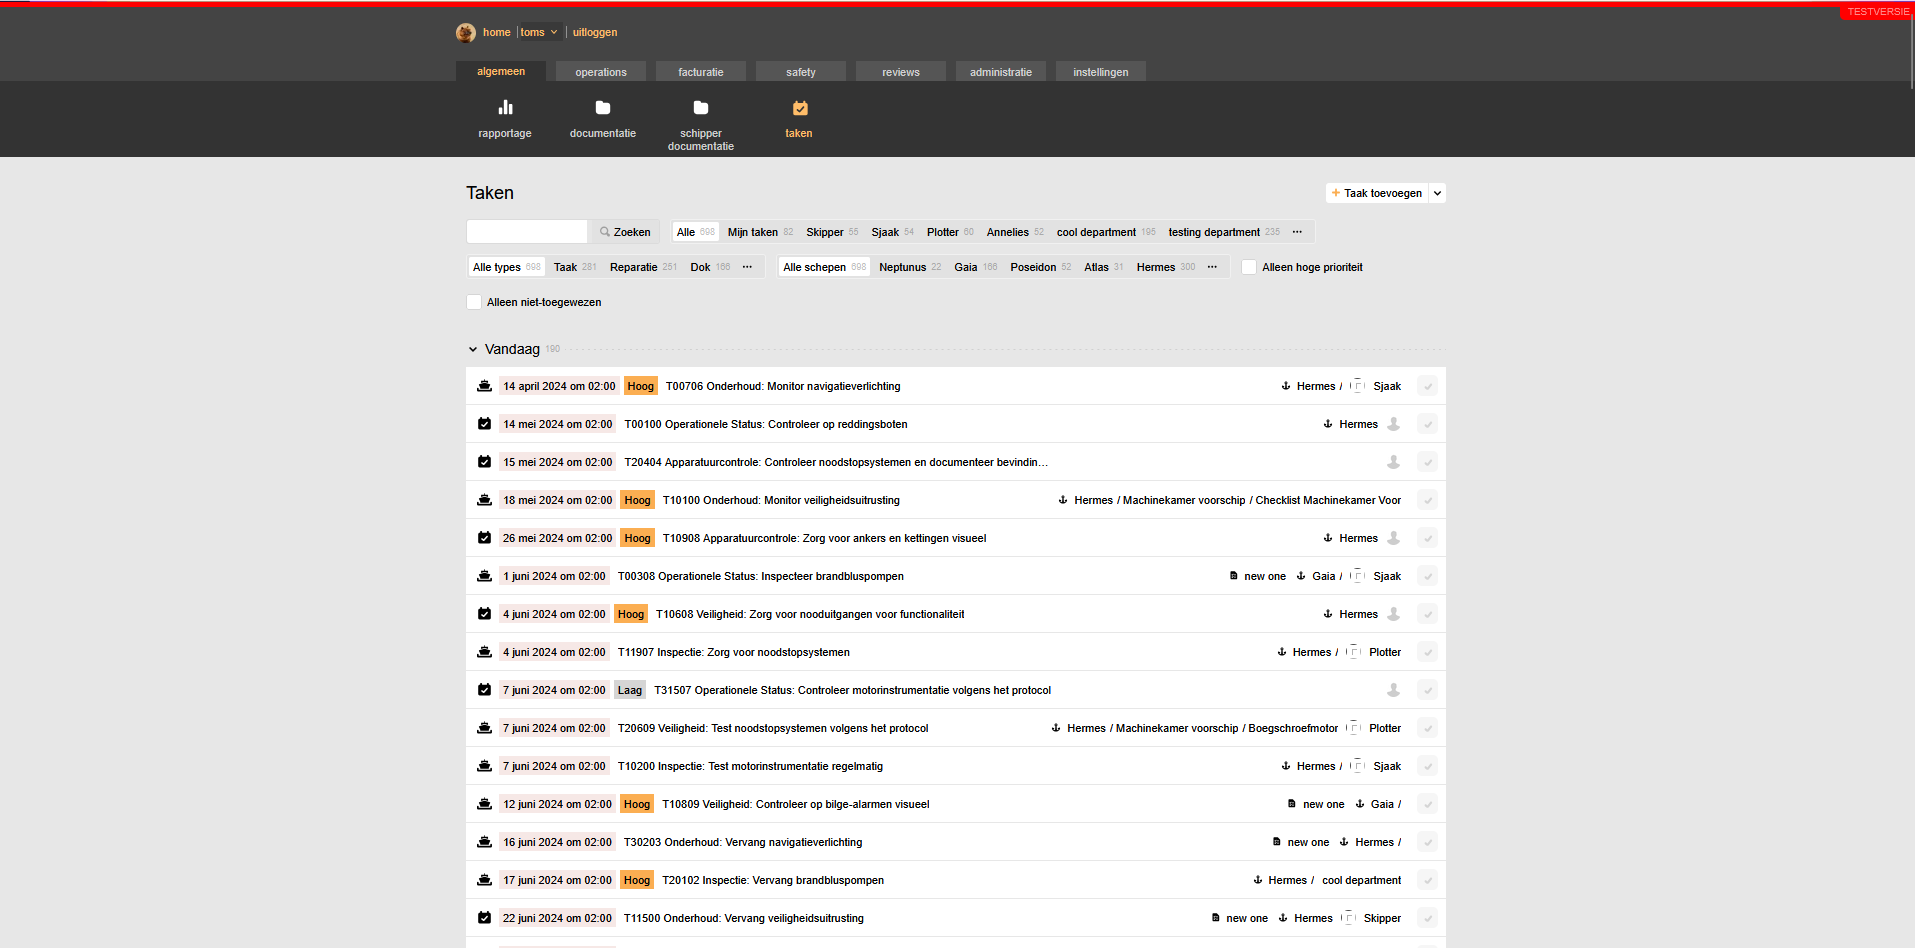 TESTVERSIE
home toms uitloggen
algemeen operations facturatie safety reviews administratie instellingen
rapportage documentatie schipper documentatie taken
Taken
Taak toevoegen
Zoeken Alle 698 Mijn taken 82 Skipper 55 Sjaak 54 Plotter 60 Annelies 52 cool department 195 testing department 235 ...
Alle types 698 Taak 281 Reparatie 251 Dok 166 ... Alle schepen 698 Neptunus 22 Gaia 166 Poseidon 52 Atlas 31 Hermes 300 ... Alleen hoge prioriteit
Alleen niet-toegewezen
Vandaag 190
14 april 2024 om 02:00 Hoog T00706 Onderhoud: Monitor navigatieverlichting Hermes / Sjaak
14 mei 2024 om 02:00 T00100 Operationele Status: Controleer op reddingsboten Hermes
15 mei 2024 om 02:00 T20404 Apparatuurcontrole: Controleer noodstopsystemen en documenteer bevindin...
18 mei 2024 om 02:00 Hoog T10100 Onderhoud: Monitor veiligheidsuitrusting Hermes / Machinekamer voorschip / Checklist Machinekamer Voor
26 mei 2024 om 02:00 Hoog T10908 Apparatuurcontrole: Zorg voor ankers en kettingen visueel Hermes
1 juni 2024 om 02:00 T00308 Operationele Status: Inspecteer brandbluspompen new one Gaia / Sjaak
4 juni 2024 om 02:00 Hoog T10608 Veiligheid: Zorg voor nooduitgangen voor functionaliteit Hermes
4 juni 2024 om 02:00 T11907 Inspectie: Zorg voor noodstopsystemen Hermes / Plotter
7 juni 2024 om 02:00 Laag T31507 Operationele Status: Controleer motorinstrumentatie volgens het protocol
7 juni 2024 om 02:00 T20609 Veiligheid: Test noodstopsystemen volgens het protocol Hermes / Machinekamer voorschip / Boegschroefmotor Plotter
7 juni 2024 om 02:00 T10200 Inspectie: Test motorinstrumentatie regelmatig Hermes / Sjaak
12 juni 2024 om 02:00 Hoog T10809 Veiligheid: Controleer op bilge-alarmen visueel new one Gaia /
16 juni 2024 om 02:00 T30203 Onderhoud: Vervang navigatieverlichting new one Hermes /
17 juni 2024 om 02:00 Hoog T20102 Inspectie: Vervang brandbluspompen Hermes / cool department
22 juni 2024 om 02:00 T11500 Onderhoud: Vervang veiligheidsuitrusting new one Hermes Skipper